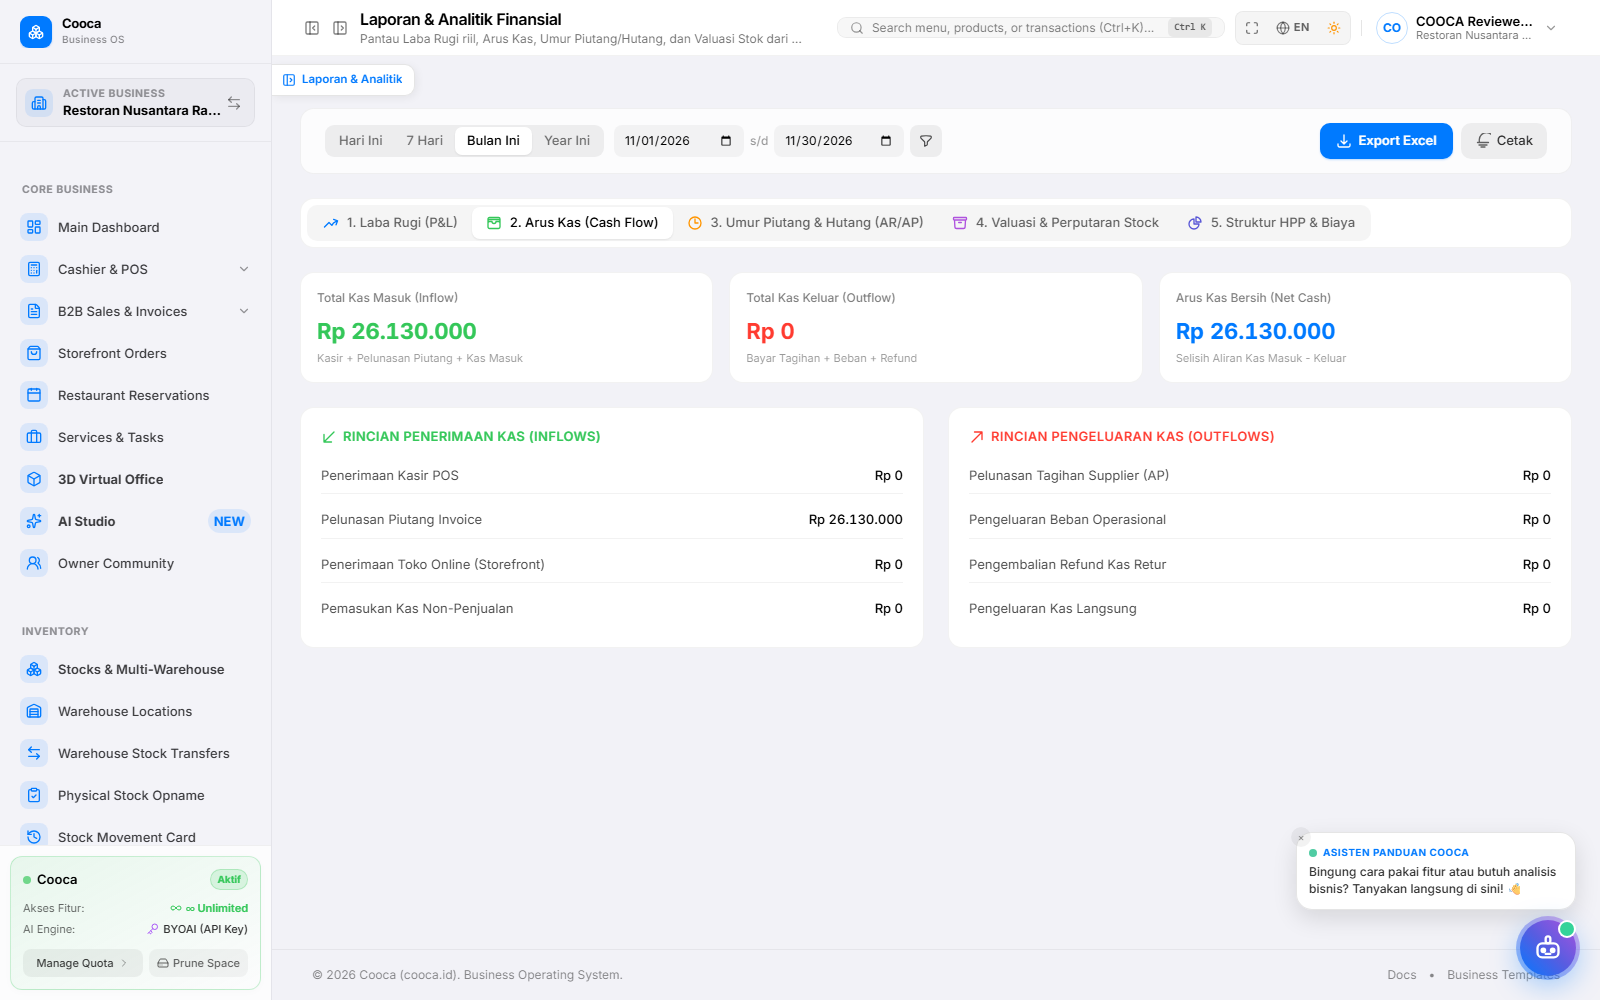 Cooca
Business OS
ACTIVE BUSINESS
Restoran Nusantara Ra...
CORE BUSINESS
Main Dashboard
Cashier & POS
B2B Sales & Invoices
Storefront Orders
Restaurant Reservations
Services & Tasks
3D Virtual Office
AI Studio NEW
Owner Community
INVENTORY
Stocks & Multi-Warehouse
Warehouse Locations
Warehouse Stock Transfers
Physical Stock Opname
Stock Movement Card
Cooca Aktif
Akses Fitur: ∞ Unlimited
AI Engine: BYOAI (API Key)
Manage Quota Prune Space
Laporan & Analitik Finansial
Pantau Laba Rugi riil, Arus Kas, Umur Piutang/Hutang, dan Valuasi Stok dari ...
Search menu, products, or transactions (Ctrl+K)... Ctrl K
EN
CO COOCA Reviewe...
Restoran Nusantara ...
Laporan & Analitik
Hari Ini 7 Hari Bulan Ini Year Ini 11/01/2026 s/d 11/30/2026 Export Excel Cetak
1. Laba Rugi (P&L) 2. Arus Kas (Cash Flow) 3. Umur Piutang & Hutang (AR/AP) 4. Valuasi & Perputaran Stock 5. Struktur HPP & Biaya
Total Kas Masuk (Inflow)
Rp 26.130.000
Kasir + Pelunasan Piutang + Kas Masuk
Total Kas Keluar (Outflow)
Rp 0
Bayar Tagihan + Beban + Refund
Arus Kas Bersih (Net Cash)
Rp 26.130.000
Selisih Aliran Kas Masuk - Keluar
RINCIAN PENERIMAAN KAS (INFLOWS)
Penerimaan Kasir POS Rp 0
Pelunasan Piutang Invoice Rp 26.130.000
Penerimaan Toko Online (Storefront) Rp 0
Pemasukan Kas Non-Penjualan Rp 0
RINCIAN PENGELUARAN KAS (OUTFLOWS)
Pelunasan Tagihan Supplier (AP) Rp 0
Pengeluaran Beban Operasional Rp 0
Pengembalian Refund Kas Retur Rp 0
Pengeluaran Kas Langsung Rp 0
ASISTEN PANDUAN COOCA
Bingung cara pakai fitur atau butuh analisis
bisnis? Tanyakan langsung di sini! 👋
© 2026 Cooca (cooca.id). Business Operating System.
Docs • Business Templates